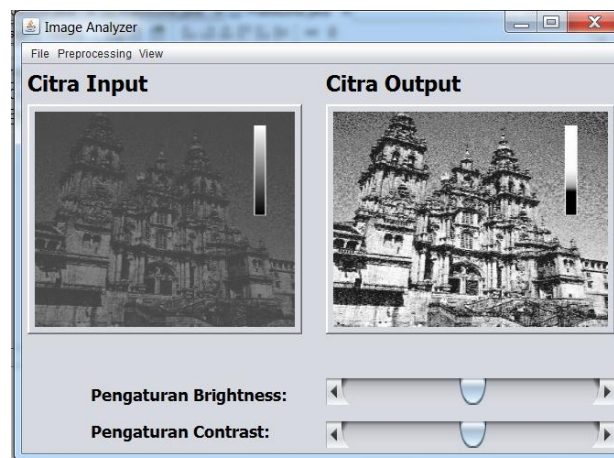 Image Analyzer
File Preprocessing View
Citra Input
Citra Output
Pengaturan Brightness:
Pengaturan Contrast: